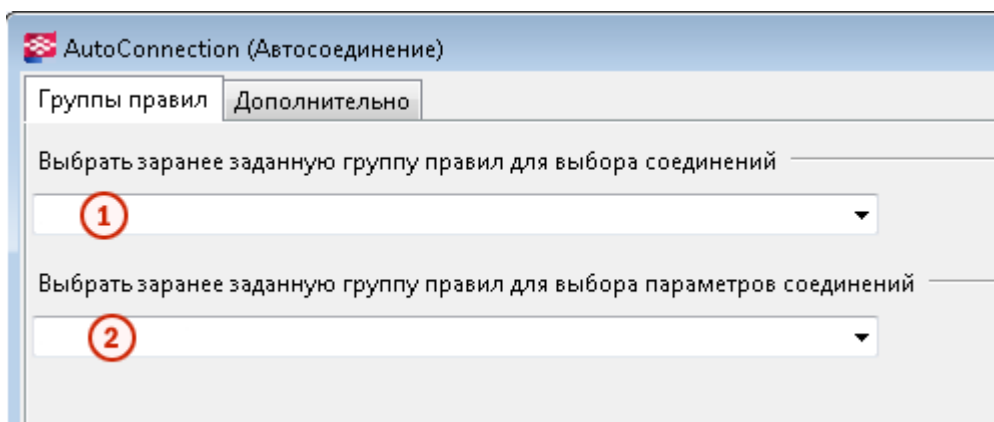 AutoConnection (Автосоединение)
Группы правил Дополнительно
Выбрать заранее заданную группу правил для выбора соединений
1
Выбрать заранее заданную группу правил для выбора параметров соединений
2